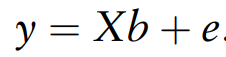 y = Xb + e.